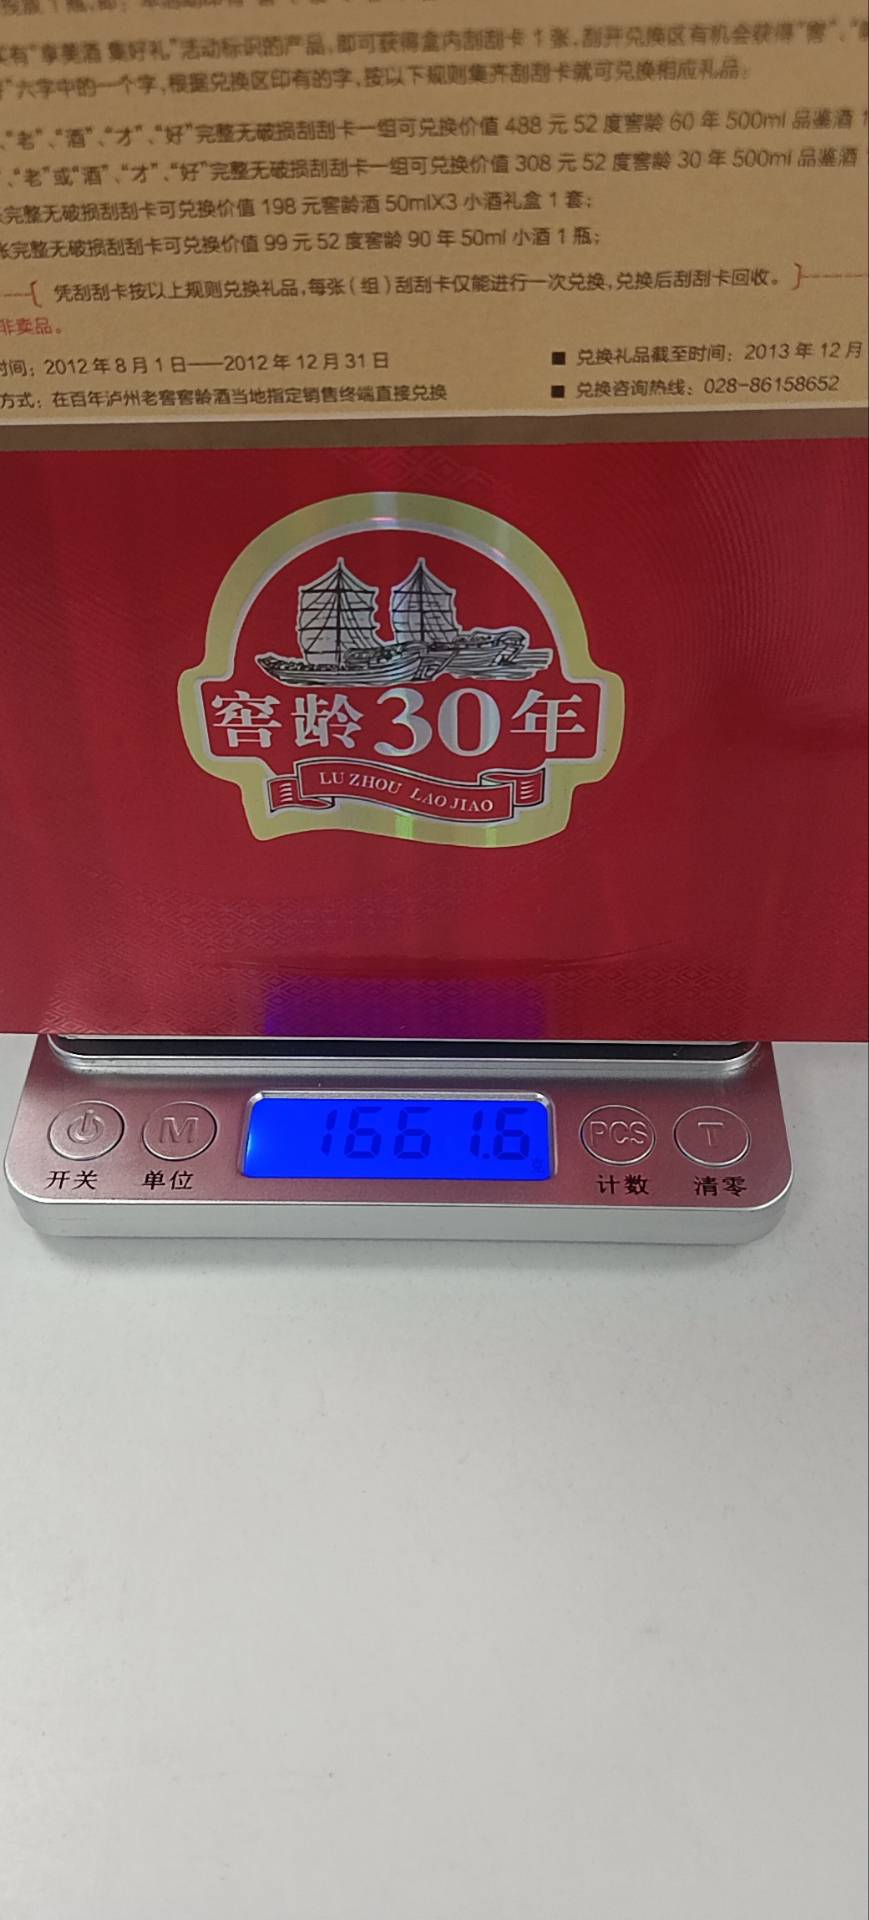 买有"享美酒 集好礼"活动标识的产品,即可获得盒内刮刮卡1张,刮开兑换区有机会获得"窖"、
"六字中的一个字,根据兑换区印有的字,按以下规则集齐刮刮卡就可兑换相应礼品:
、"老"、"酒"、"才"、"好"完整无破损刮刮卡一组可兑换价值488元52度窖龄60年500ml品鉴酒1
、"老"或"酒"、"才"、"好"完整无破损刮刮卡一组可兑换价值308元52度窖龄30年500ml品鉴酒
完整无破损刮刮卡可兑换价值198元窖龄酒50mlX3小酒礼盒1套;
张完整无破损刮刮卡可兑换价值99元52度窖龄90年50ml小酒1瓶;
凭刮刮卡按以上规则兑换礼品,每张(组)刮刮卡仅能进行一次兑换,兑换后刮刮卡回收。
非卖品。
时间:2012年8月1日——2012年12月31日
■ 兑换礼品截至时间:2013年12月
方式:在百年泸州老窖窖龄酒当地指定销售终端直接兑换
■ 兑换咨询热线:028-86158652
窖龄30年
LU ZHOU LAO JIAO
1661.6
M
PCS
T
开关
单位
计数
清零